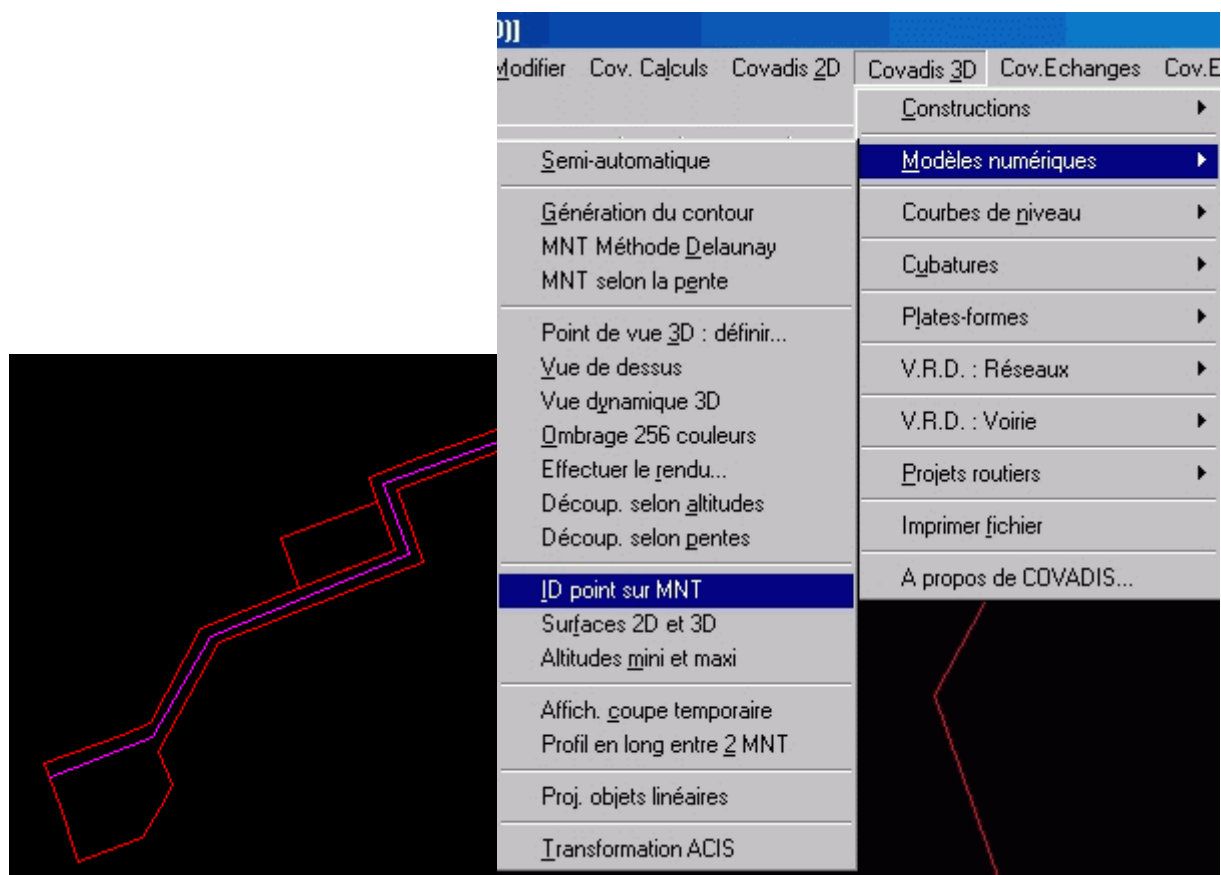 )]
Modifier Cov. Calculs Covadis 2D Covadis 3D Cov.Echanges Cov.E
Constructions
Modèles numériques
Courbes de niveau
Cubatures
Plates-formes
V.R.D. : Réseaux
V.R.D. : Voirie
Projets routiers
Imprimer fichier
A propos de COVADIS...
Semi-automatique
Génération du contour
MNT Méthode Delaunay
MNT selon la pente
Point de vue 3D : définir...
Vue de dessus
Vue dynamique 3D
Ombrage 256 couleurs
Effectuer le rendu...
Découp. selon altitudes
Découp. selon pentes
ID point sur MNT
Surfaces 2D et 3D
Altitudes mini et maxi
Affich. coupe temporaire
Profil en long entre 2 MNT
Proj. objets linéaires
Transformation ACIS